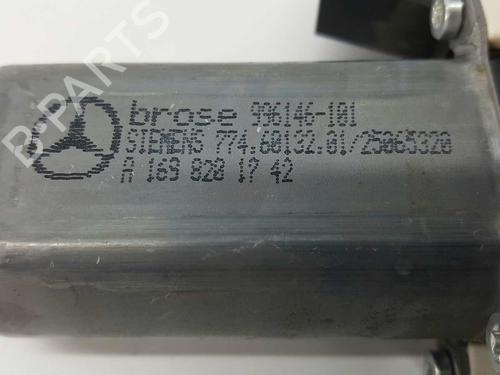 B-PARTS
brose 996146-101
SIEMENS 774.60132.01/25065320
A 169 820 17 42